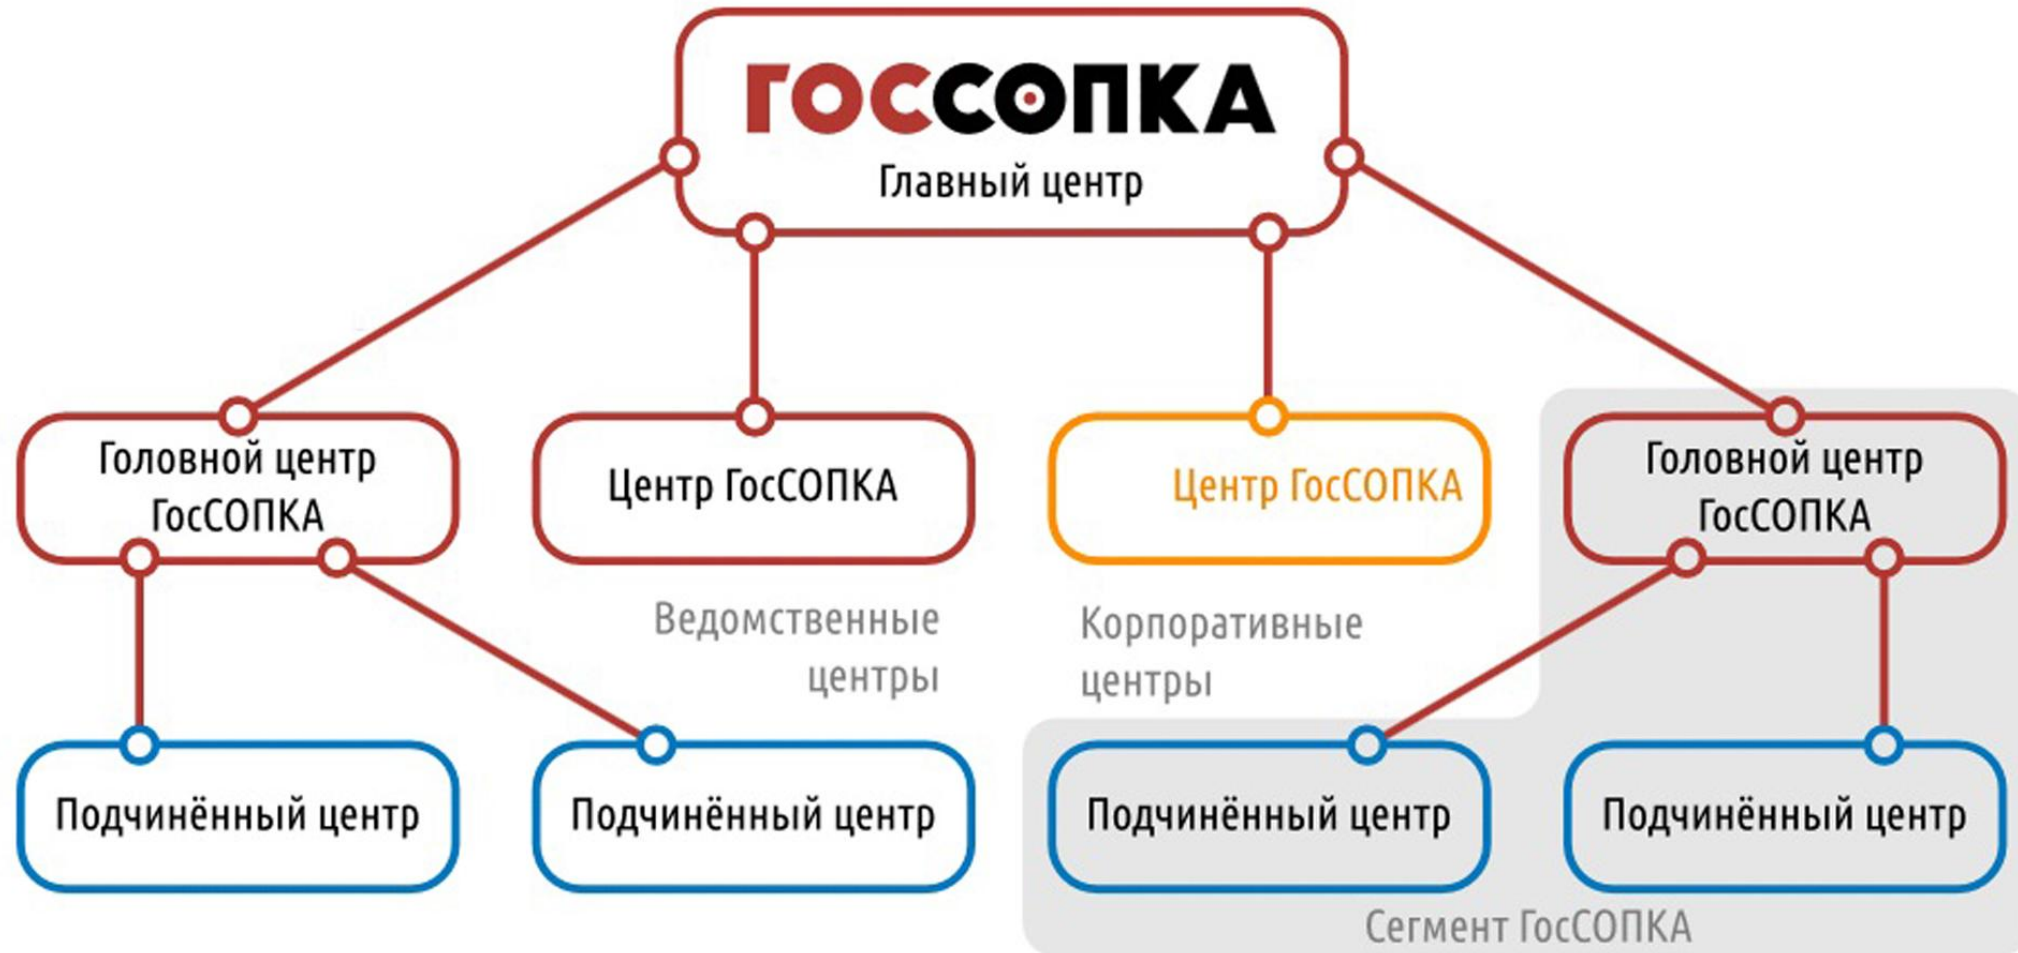 ГОССОПКА
Главный центр
Головной центр
ГосСОПКА
Центр ГосСОПКА
Центр ГосСОПКА
Головной центр
ГосСОПКА
Ведомственные
центры
Корпоративные
центры
Подчинённый центр
Подчинённый центр
Подчинённый центр
Подчинённый центр
Сегмент ГосСОПКА